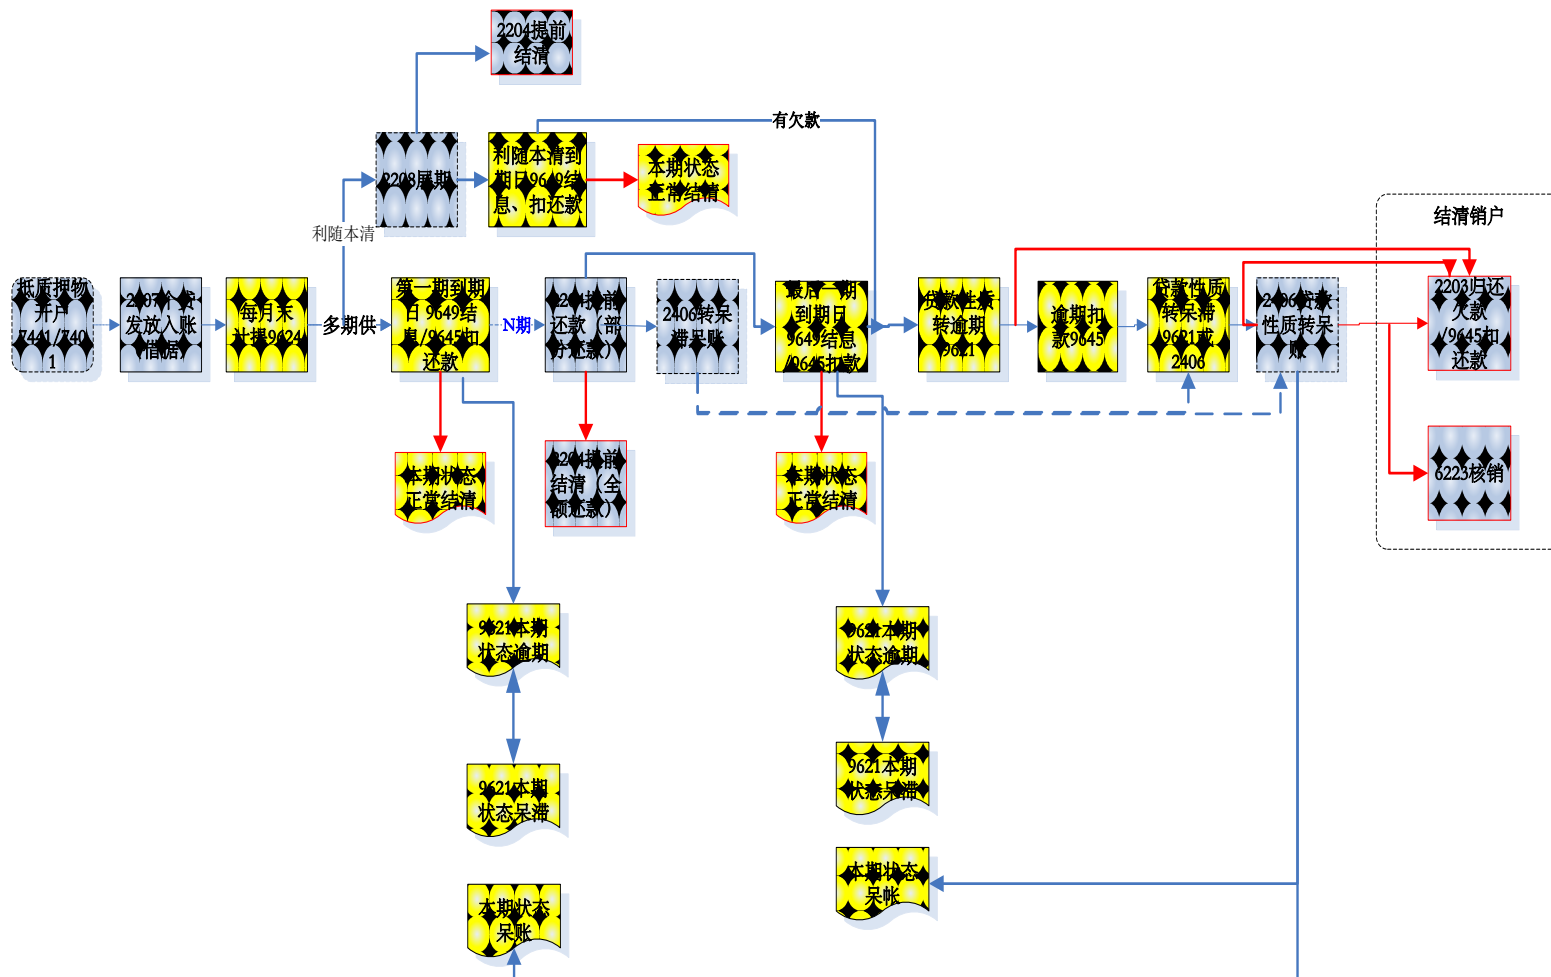 2204提前
结清
有欠款
2208展期
利随本清到
期日9649结
息、扣还款
本期状态
正常结清
利随本清
结清销户
抵质押物
开户
7441/740
1
2207个贷
发放入账
（借据）
每月末
计提9624
多期供
第一期到期
日 9649结
息/9645扣
还款
N期
2204提前
还款（部
分还款）
2406转呆
滞呆账
最后一期
到期日
9649结息
/9645扣款
贷款性质
转逾期
9621
逾期扣
款9645
贷款性质
转呆滞
9621或
2406
2406贷款
性质转呆
账
2203归还
欠款
/9645扣
还款
本期状态
正常结清
2204提前
结清（全
额还款）
本期状态
正常结清
6223核销
9621本期
状态逾期
9621本期
状态逾期
9621本期
状态呆滞
9621本期
状态呆滞
本期状态
呆帐
本期状态
呆账